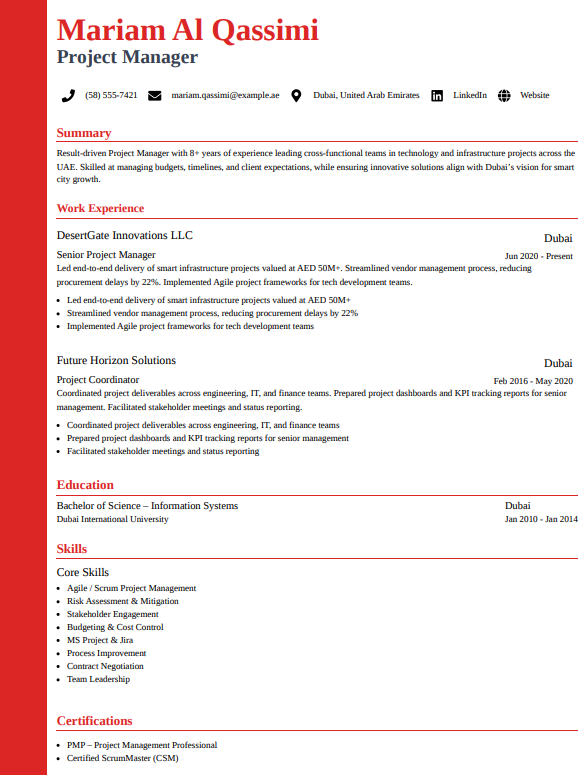 Mariam Al Qassimi
Project Manager
(58) 555-7421 mariam.qassimi@example.ae Dubai, United Arab Emirates LinkedIn Website
Summary
Result-driven Project Manager with 8+ years of experience leading cross-functional teams in technology and infrastructure projects across the
UAE. Skilled at managing budgets, timelines, and client expectations, while ensuring innovative solutions align with Dubai's vision for smart
city growth.
Work Experience
DesertGate Innovations LLC Dubai
Senior Project Manager Jun 2020 - Present
Led end-to-end delivery of smart infrastructure projects valued at AED 50M+. Streamlined vendor management process, reducing
procurement delays by 22%. Implemented Agile project frameworks for tech development teams.
• Led end-to-end delivery of smart infrastructure projects valued at AED 50M+
• Streamlined vendor management process, reducing procurement delays by 22%
• Implemented Agile project frameworks for tech development teams
Future Horizon Solutions Dubai
Project Coordinator Feb 2016 - May 2020
Coordinated project deliverables across engineering, IT, and finance teams. Prepared project dashboards and KPI tracking reports for senior
management. Facilitated stakeholder meetings and status reporting.
• Coordinated project deliverables across engineering, IT, and finance teams
• Prepared project dashboards and KPI tracking reports for senior management
• Facilitated stakeholder meetings and status reporting
Education
Bachelor of Science – Information Systems Dubai
Dubai International University Jan 2010 - Jan 2014
Skills
Core Skills
• Agile / Scrum Project Management
• Risk Assessment & Mitigation
• Stakeholder Engagement
• Budgeting & Cost Control
• MS Project & Jira
• Process Improvement
• Contract Negotiation
• Team Leadership
Certifications
• PMP – Project Management Professional
• Certified ScrumMaster (CSM)